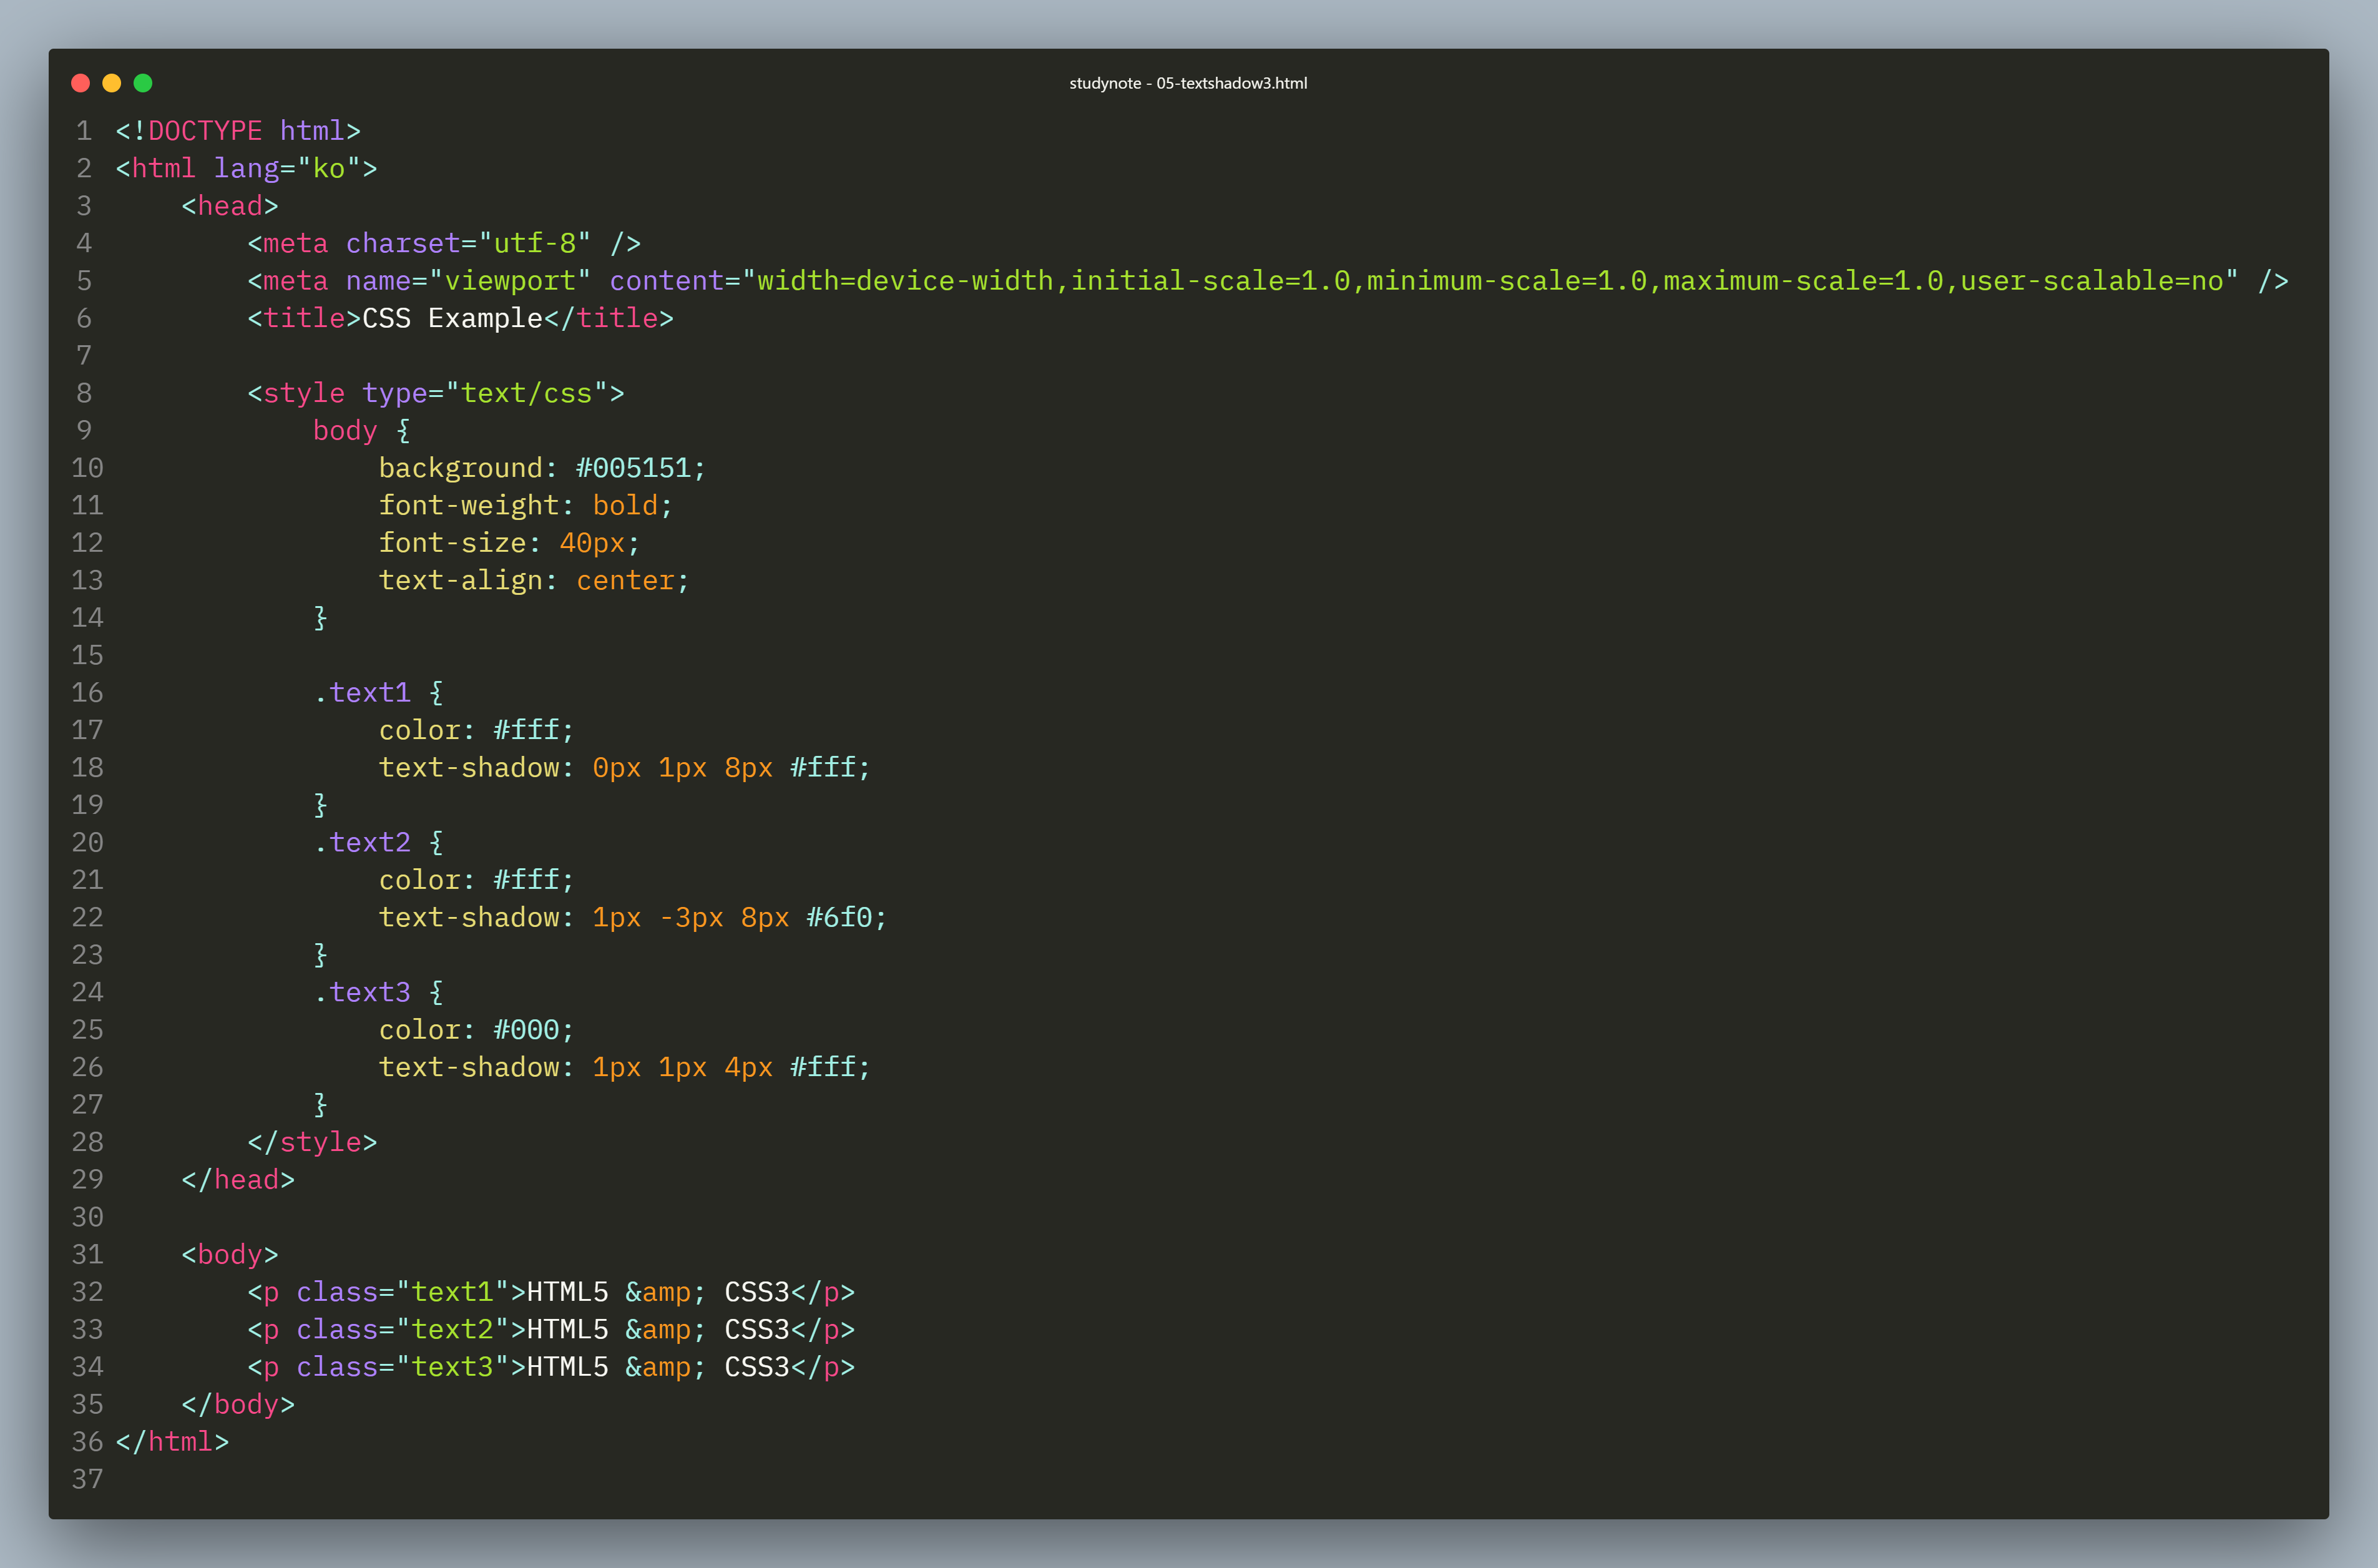 studynote - 05-textshadow3.html
1 <!DOCTYPE html>
2 <html lang="ko">
3     <head>
4         <meta charset="utf-8" />
5         <meta name="viewport" content="width=device-width,initial-scale=1.0,minimum-scale=1.0,maximum-scale=1.0,user-scalable=no" />
6         <title>CSS Example</title>
7
8         <style type="text/css">
9             body {
10                 background: #005151;
11                 font-weight: bold;
12                 font-size: 40px;
13                 text-align: center;
14             }
15
16             .text1 {
17                 color: #fff;
18                 text-shadow: 0px 1px 8px #fff;
19             }
20             .text2 {
21                 color: #fff;
22                 text-shadow: 1px -3px 8px #6f0;
23             }
24             .text3 {
25                 color: #000;
26                 text-shadow: 1px 1px 4px #fff;
27             }
28         </style>
29     </head>
30
31     <body>
32         <p class="text1">HTML5 &amp; CSS3</p>
33         <p class="text2">HTML5 &amp; CSS3</p>
34         <p class="text3">HTML5 &amp; CSS3</p>
35     </body>
36 </html>
37